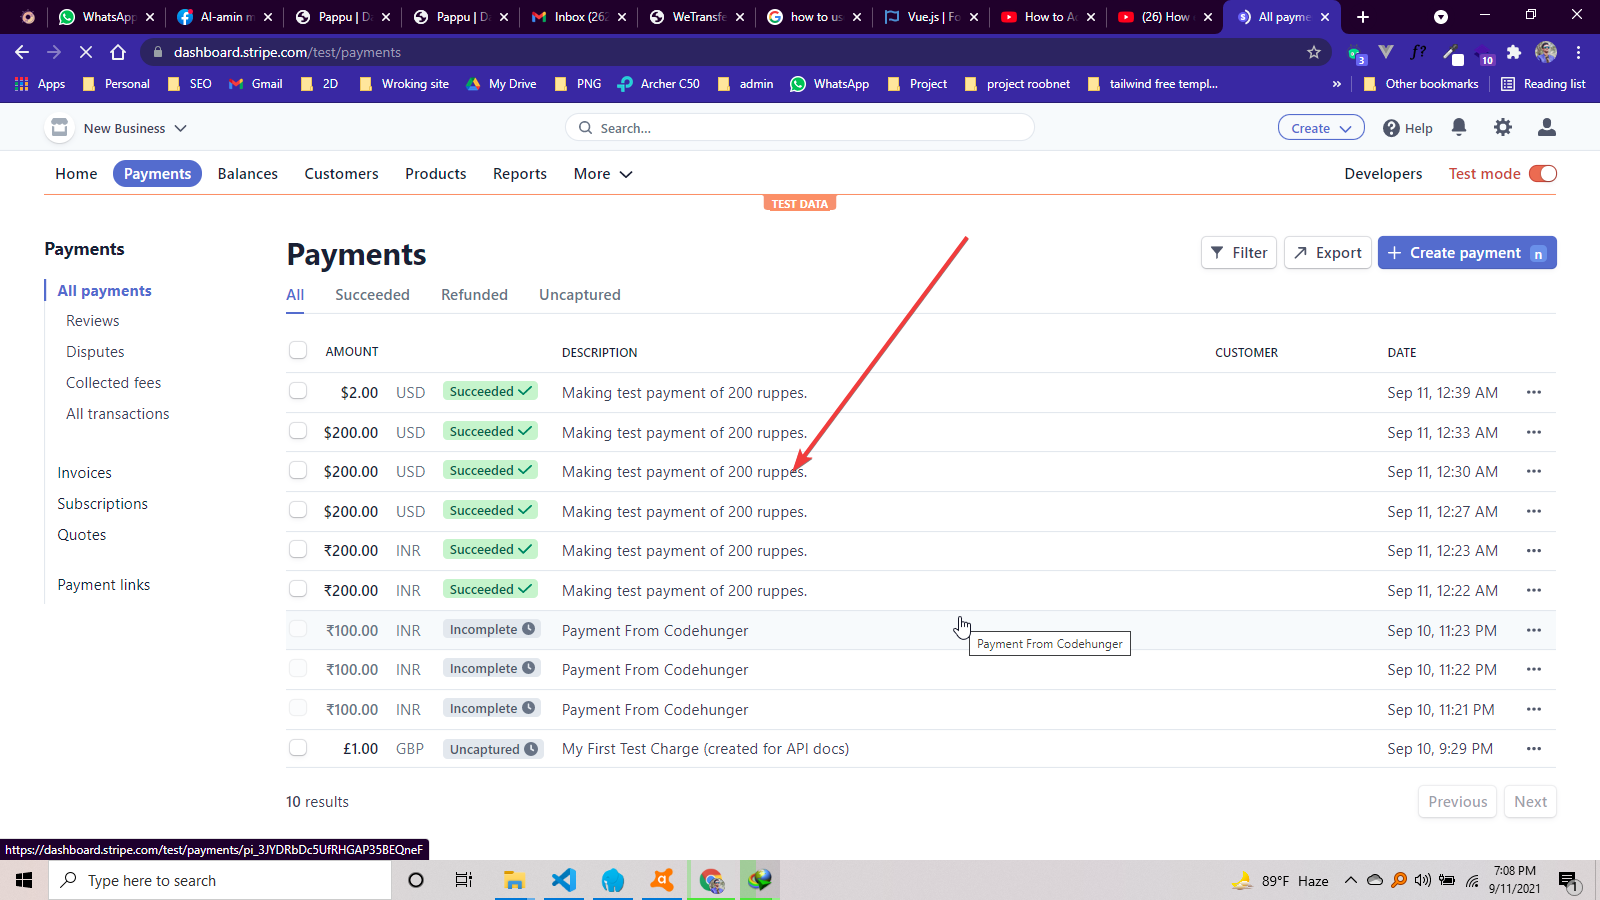 WhatsApp
Al-amin m
Pappu | Da
Pappu | Da
Inbox (262
WeTransfe
how to us
Vue.js | Fo
How to Ad
(26) How
All payme
dashboard.stripe.com/test/payments
f?
3
10
Apps
Personal
SEO
Gmail
2D
Wroking site
My Drive
PNG
Archer C50
admin
WhatsApp
Project
project roobnet
tailwind free templ...
»
Other bookmarks
Reading list
New Business
Search...
Create
Help
Home
Payments
Balances
Customers
Products
Reports
More
Developers
Test mode
TEST DATA
Payments
All payments
Reviews
Disputes
Collected fees
All transactions
Invoices
Subscriptions
Quotes
Payment links
Payments
Filter
Export
+ Create payment n
All
Succeeded
Refunded
Uncaptured
AMOUNT DESCRIPTION CUSTOMER DATE
$2.00 USD Succeeded Making test payment of 200 ruppes. Sep 11, 12:39 AM
$200.00 USD Succeeded Making test payment of 200 ruppes. Sep 11, 12:33 AM
$200.00 USD Succeeded Making test payment of 200 ruppes. Sep 11, 12:30 AM
$200.00 USD Succeeded Making test payment of 200 ruppes. Sep 11, 12:27 AM
₹200.00 INR Succeeded Making test payment of 200 ruppes. Sep 11, 12:23 AM
₹200.00 INR Succeeded Making test payment of 200 ruppes. Sep 11, 12:22 AM
₹100.00 INR Incomplete Payment From Codehunger Sep 10, 11:23 PM
Payment From Codehunger
₹100.00 INR Incomplete Payment From Codehunger Sep 10, 11:22 PM
₹100.00 INR Incomplete Payment From Codehunger Sep 10, 11:21 PM
£1.00 GBP Uncaptured My First Test Charge (created for API docs) Sep 10, 9:29 PM
10 results
Previous
Next
https://dashboard.stripe.com/test/payments/pi_3JYDRbDc5UfRHGAP35BEQneF
Type here to search
89°F Haze
7:08 PM
9/11/2021
1